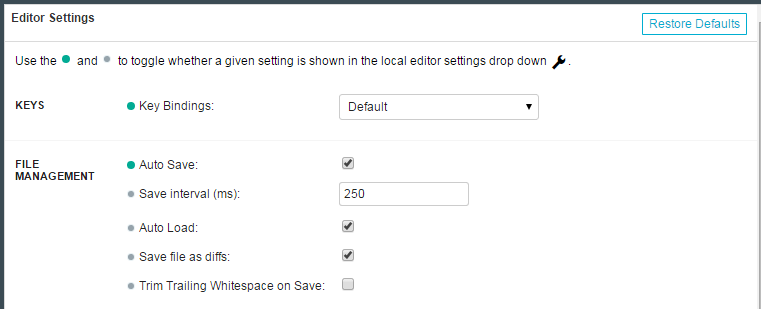 Editor Settings
Restore Defaults
Use the and to toggle whether a given setting is shown in the local editor settings drop down .
KEYS
Key Bindings:
Default
FILE
MANAGEMENT
Auto Save:
Save interval (ms):
250
Auto Load:
Save file as diffs:
Trim Trailing Whitespace on Save: